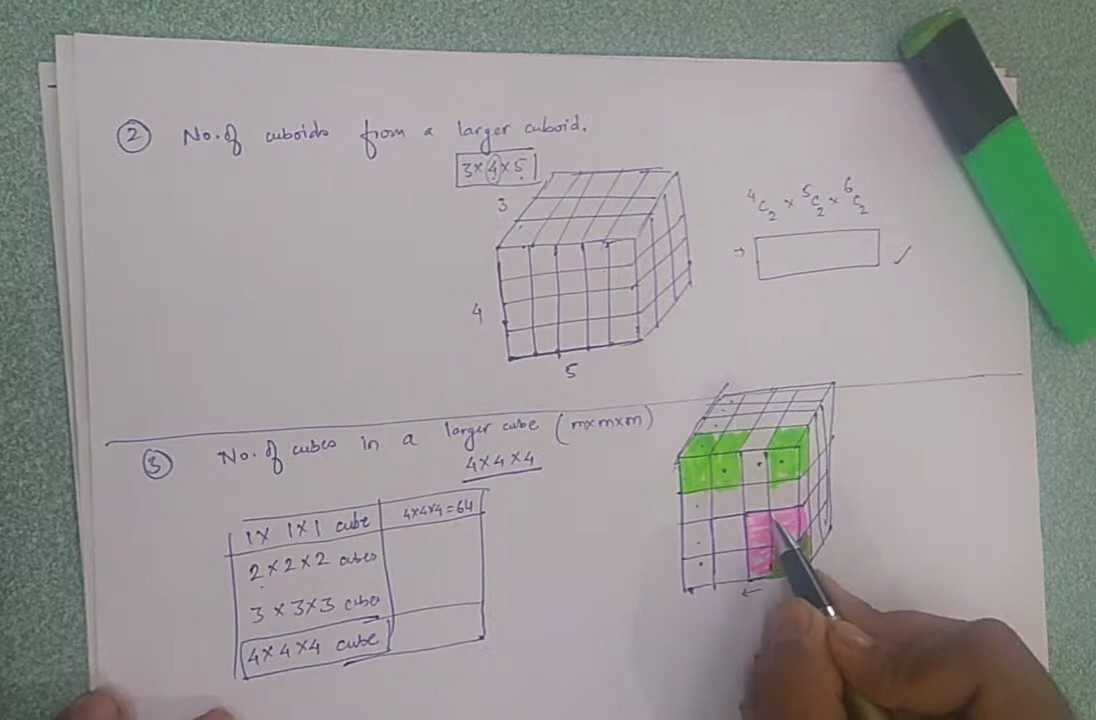 ② No. of cuboids from a larger cuboid.
3×4×5
3
4
5
⁴C₂ × ⁵C₂ × ⁶C₂
→
③ No. of cubes in a larger cube (m×m×m)
4×4×4
1× 1×1 cube 4×4×4=64
2×2×2 cubes
3×3×3 cubes
4×4×4 cube
←